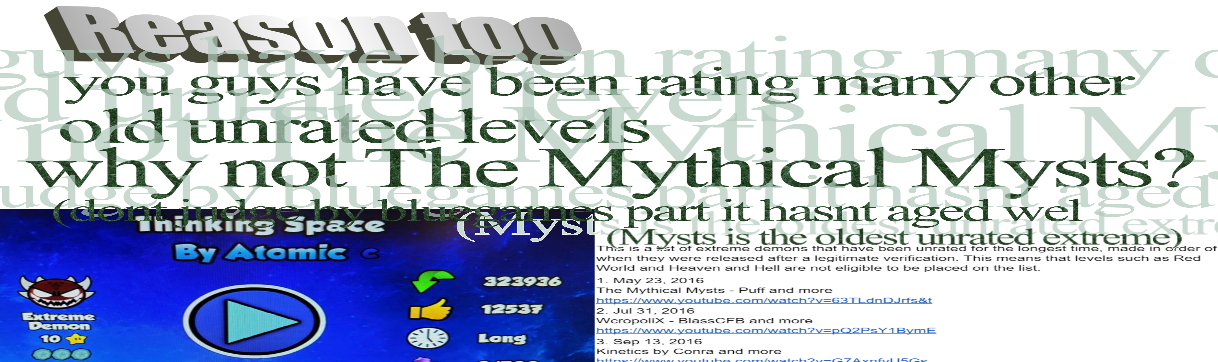 Reason too
guys have been rating many o
you guys have been rating many other
old unrated levels
why not The Mythical Mysts?
(dont judge by bluegames part it hasnt aged wel
(Mysts is the oldest unrated extreme)
Thinking Space
By Atomic
Extreme
Demon
10
323936
12537
Long
This is a list of extreme demons that have been unrated for the longest time, made in order of
when they were released after a legitimate verification. This means that levels such as Red
World and Heaven and Hell are not eligible to be placed on the list.
1. May 23, 2016
The Mythical Mysts - Puff and more
https://www.youtube.com/watch?v=63TLdnDJrfs&t
2. Jul 31, 2016
WcropoliX - BlassCFB and more
https://www.youtube.com/watch?v=pQ2PsY1BymE
3. Sep 13, 2016
Kinetics by Conra and more